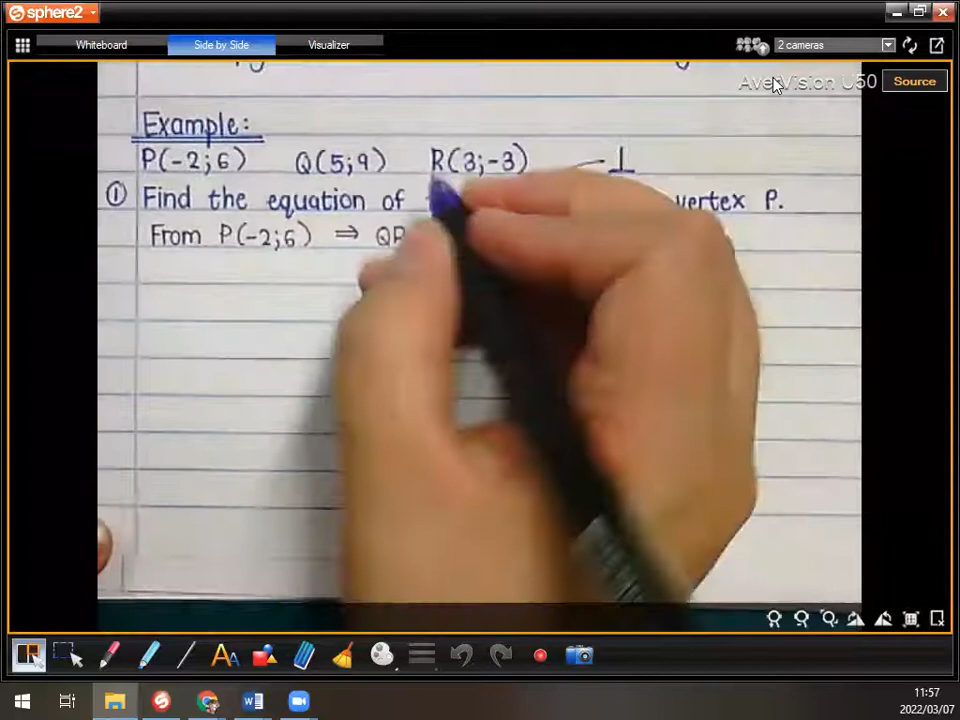 sphere2
Whiteboard Side by Side Visualizer 2 cameras
AverVision U50 Source
Example:
P(-2;6) Q(5;9) R(3;-3) ⊥
① Find the equation of vertex P.
From P(-2;6) ⇒ QR
11:57
2022/03/07